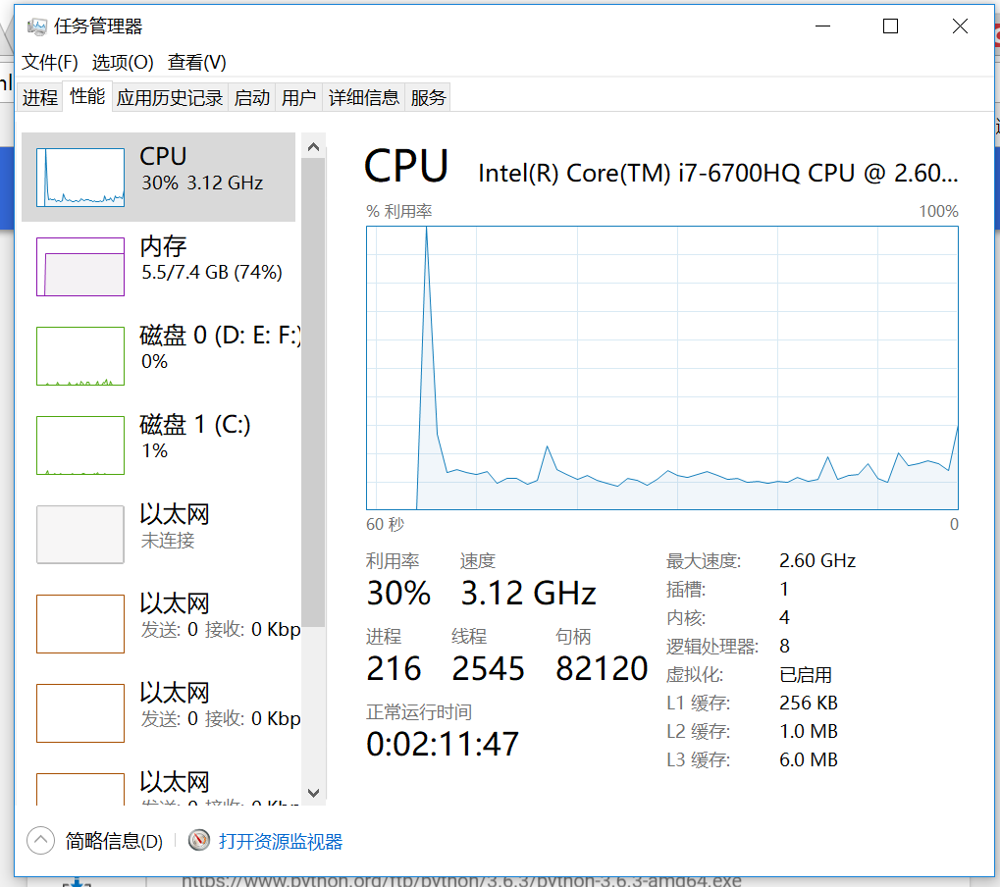 任务管理器
文件(F) 选项(O) 查看(V)
进程 性能 应用历史记录 启动 用户 详细信息 服务
CPU
30% 3.12 GHz
内存
5.5/7.4 GB (74%)
磁盘 0 (D: E: F:)
0%
磁盘 1 (C:)
1%
以太网
未连接
以太网
发送: 0 接收: 0 Kbp
以太网
发送: 0 接收: 0 Kbp
以太网
发送: 0 接收: 0 Kbp
CPU Intel(R) Core(TM) i7-6700HQ CPU @ 2.60...
% 利用率 100%
60 秒 0
利用率 速度
30% 3.12 GHz
进程 线程 句柄
216 2545 82120
正常运行时间
0:02:11:47
最大速度: 2.60 GHz
插槽: 1
内核: 4
逻辑处理器: 8
虚拟化: 已启用
L1 缓存: 256 KB
L2 缓存: 1.0 MB
L3 缓存: 6.0 MB
简略信息(D) 打开资源监视器
https://www.python.org/ftp/python/3.6.3/python-3.6.3-amd64.exe